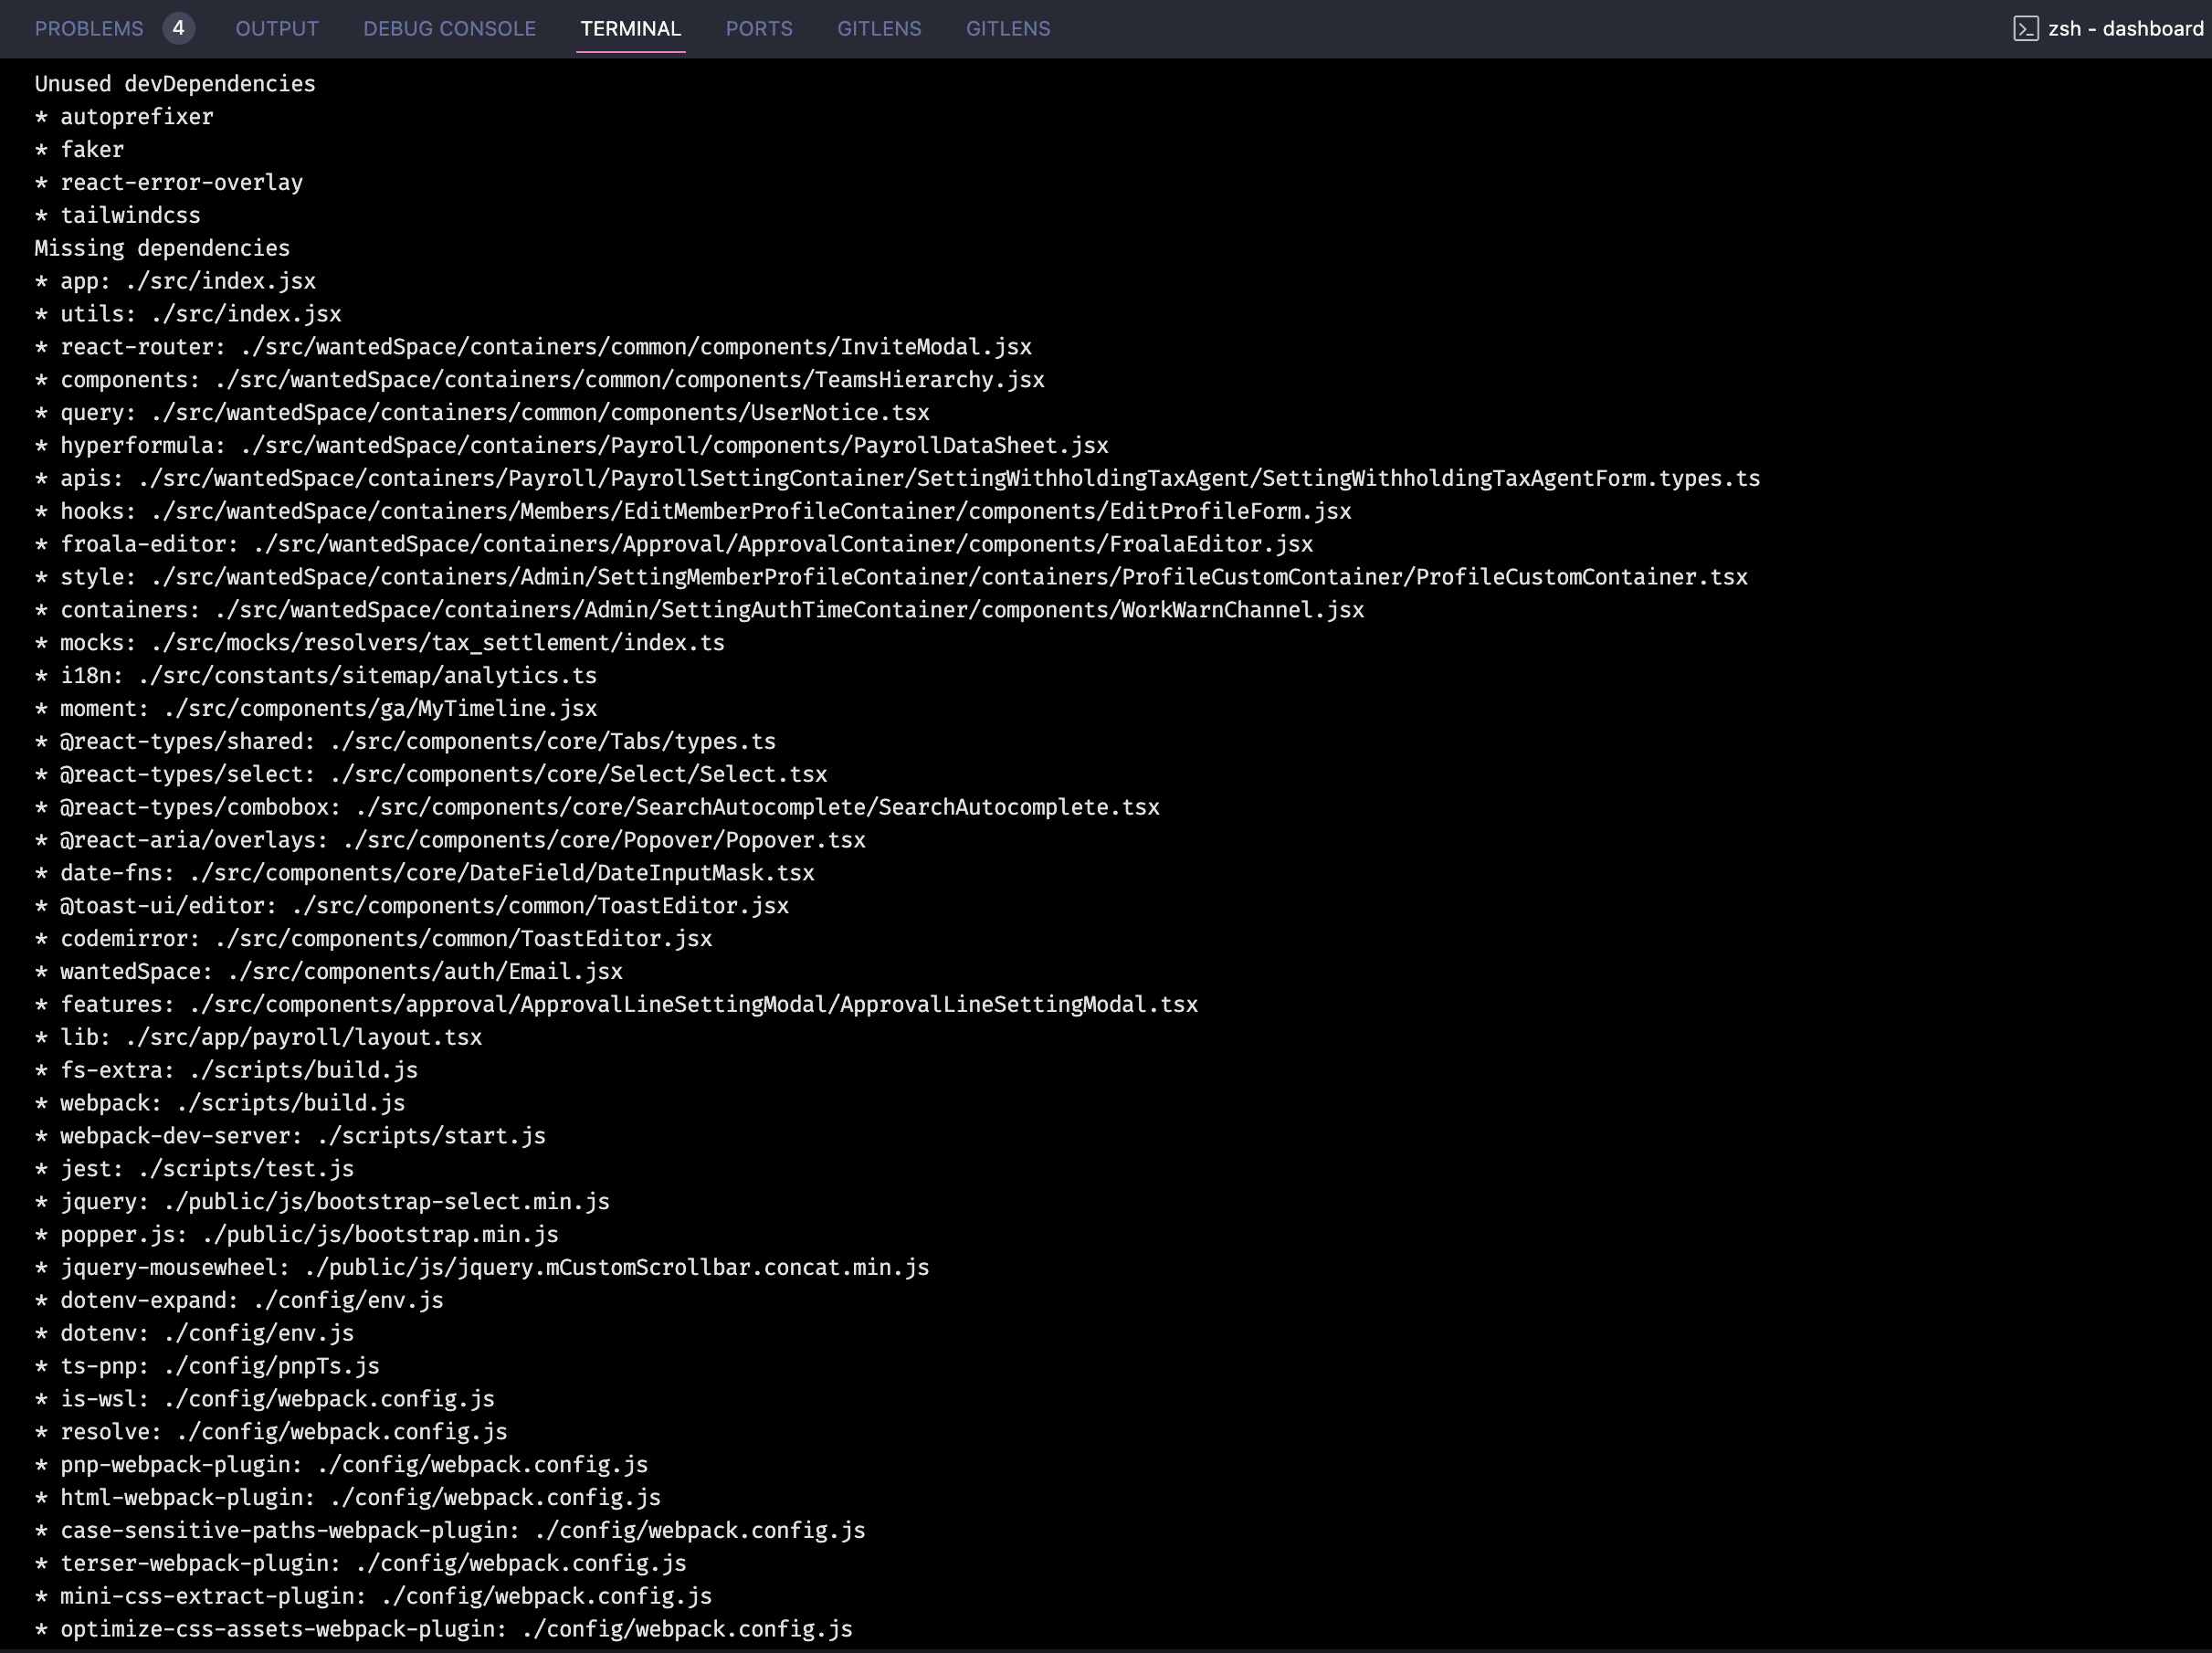 PROBLEMS 4 OUTPUT DEBUG CONSOLE TERMINAL PORTS GITLENS GITLENS zsh - dashboard
Unused devDependencies
* autoprefixer
* faker
* react-error-overlay
* tailwindcss
Missing dependencies
* app: ./src/index.jsx
* utils: ./src/index.jsx
* react-router: ./src/wantedSpace/containers/common/components/InviteModal.jsx
* components: ./src/wantedSpace/containers/common/components/TeamsHierarchy.jsx
* query: ./src/wantedSpace/containers/common/components/UserNotice.tsx
* hyperformula: ./src/wantedSpace/containers/Payroll/components/PayrollDataSheet.jsx
* apis: ./src/wantedSpace/containers/Payroll/PayrollSettingContainer/SettingWithholdingTaxAgent/SettingWithholdingTaxAgentForm.types.ts
* hooks: ./src/wantedSpace/containers/Members/EditMemberProfileContainer/components/EditProfileForm.jsx
* froala-editor: ./src/wantedSpace/containers/Approval/ApprovalContainer/components/FroalaEditor.jsx
* style: ./src/wantedSpace/containers/Admin/SettingMemberProfileContainer/containers/ProfileCustomContainer/ProfileCustomContainer.tsx
* containers: ./src/wantedSpace/containers/Admin/SettingAuthTimeContainer/components/WorkWarnChannel.jsx
* mocks: ./src/mocks/resolvers/tax_settlement/index.ts
* i18n: ./src/constants/sitemap/analytics.ts
* moment: ./src/components/ga/MyTimeline.jsx
* @react-types/shared: ./src/components/core/Tabs/types.ts
* @react-types/select: ./src/components/core/Select/Select.tsx
* @react-types/combobox: ./src/components/core/SearchAutocomplete/SearchAutocomplete.tsx
* @react-aria/overlays: ./src/components/core/Popover/Popover.tsx
* date-fns: ./src/components/core/DateField/DateInputMask.tsx
* @toast-ui/editor: ./src/components/common/ToastEditor.jsx
* codemirror: ./src/components/common/ToastEditor.jsx
* wantedSpace: ./src/components/auth/Email.jsx
* features: ./src/components/approval/ApprovalLineSettingModal/ApprovalLineSettingModal.tsx
* lib: ./src/app/payroll/layout.tsx
* fs-extra: ./scripts/build.js
* webpack: ./scripts/build.js
* webpack-dev-server: ./scripts/start.js
* jest: ./scripts/test.js
* jquery: ./public/js/bootstrap-select.min.js
* popper.js: ./public/js/bootstrap.min.js
* jquery-mousewheel: ./public/js/jquery.mCustomScrollbar.concat.min.js
* dotenv-expand: ./config/env.js
* dotenv: ./config/env.js
* ts-pnp: ./config/pnpTs.js
* is-wsl: ./config/webpack.config.js
* resolve: ./config/webpack.config.js
* pnp-webpack-plugin: ./config/webpack.config.js
* html-webpack-plugin: ./config/webpack.config.js
* case-sensitive-paths-webpack-plugin: ./config/webpack.config.js
* terser-webpack-plugin: ./config/webpack.config.js
* mini-css-extract-plugin: ./config/webpack.config.js
* optimize-css-assets-webpack-plugin: ./config/webpack.config.js